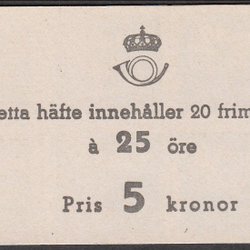 etta häfte innehåller 20 frim
à 25 öre
Pris 5 kronor